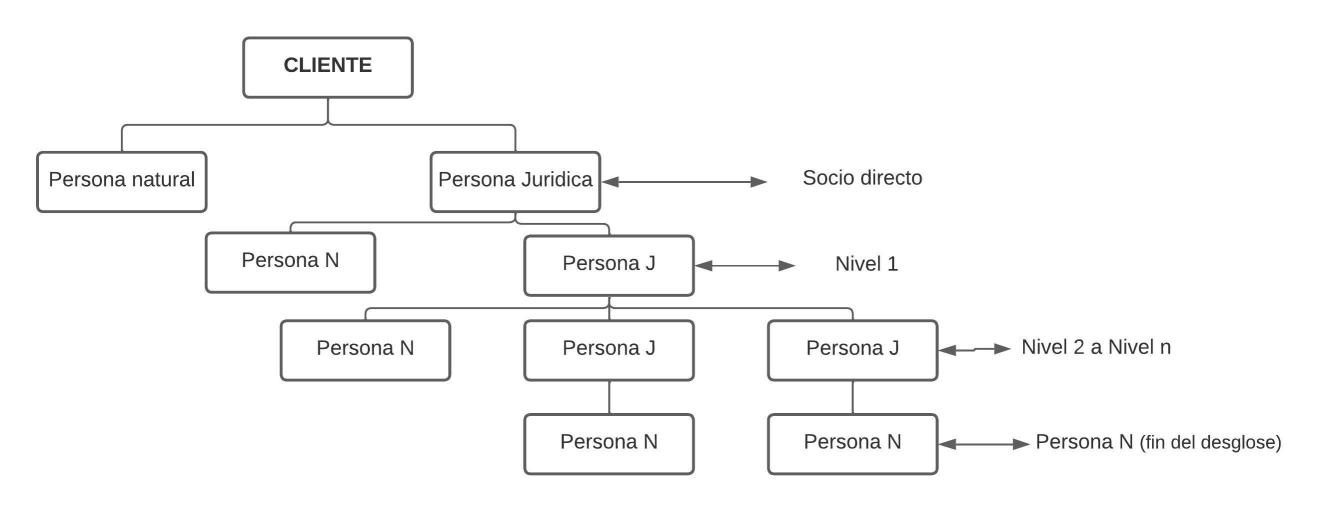 CLIENTE
Persona natural
Persona Juridica
Socio directo
Persona N
Persona J
Nivel 1
Persona N
Persona J
Persona J
Nivel 2 a Nivel n
Persona N
Persona N
Persona N (fin del desglose)